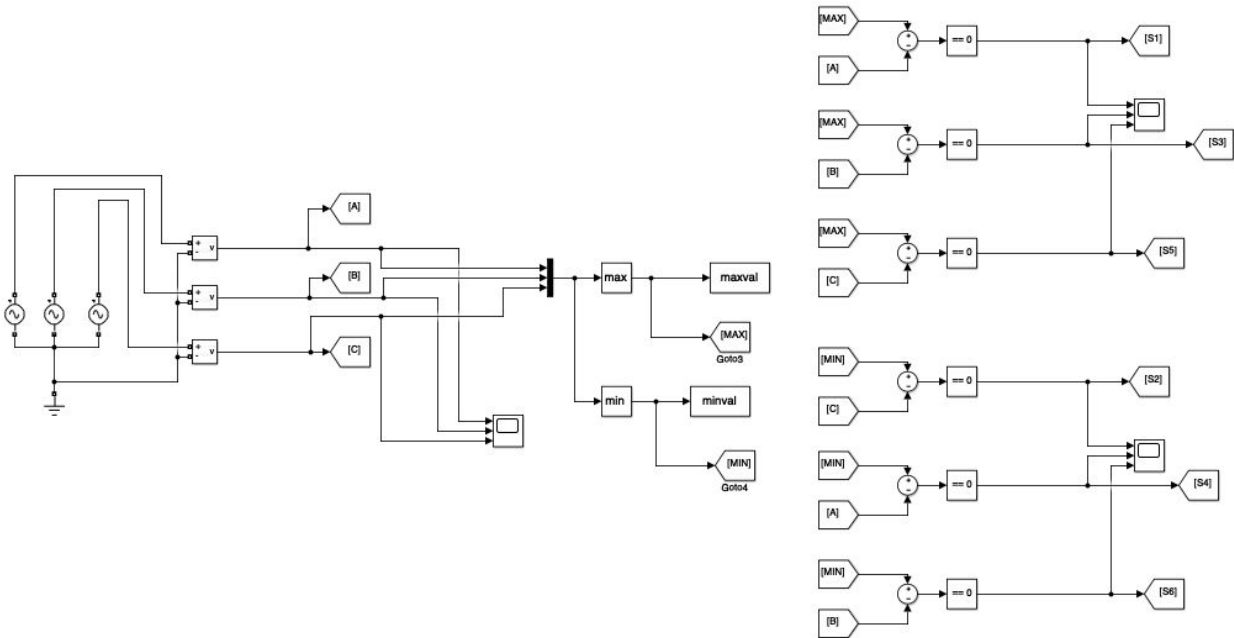 [MAX]
== 0
[S1]
[A]
[MAX]
== 0
[S3]
[B]
[MAX]
== 0
[S5]
[C]
[A]
+
-
v
[B]
+
-
v
[C]
+
-
v
max
maxval
[MAX]
Goto3
min
minval
[MIN]
Goto4
[MIN]
== 0
[S2]
[C]
[MIN]
== 0
[S4]
[A]
[MIN]
== 0
[S6]
[B]